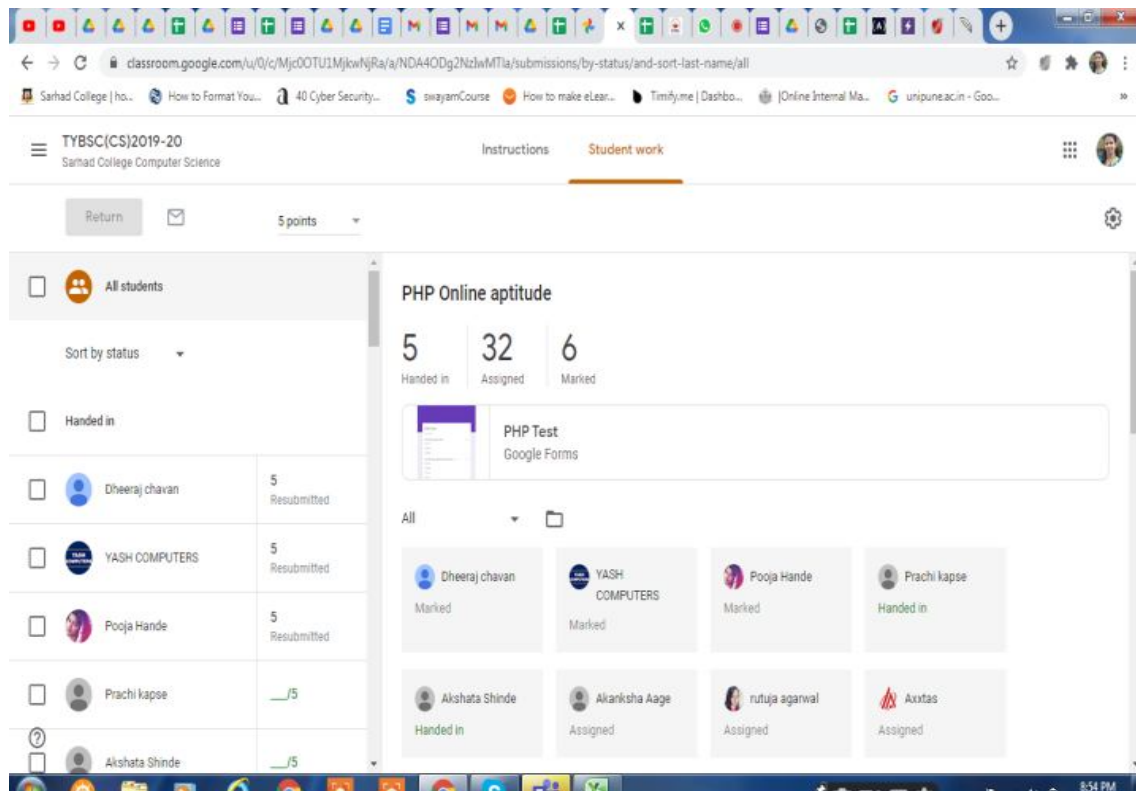 classroom.google.com/u/0/c/Mjc0OTU1MjkwNjRa/a/NDA4ODg2NzIwMTIa/submissions/by-status/and-sort-last-name/all
Sarhad College | ho... How to Format You... 40 Cyber Security... swayamCourse How to make eLear... Timify.me | Dashbo... |Online Internal Ma... unipune.ac.in - Goo... »
TYBSC(CS)2019-20
Sarhad College Computer Science
Instructions Student work
Return 5 points
All students
Sort by status
Handed in
Dheeraj chavan 5
Resubmitted
YASH COMPUTERS 5
Resubmitted
Pooja Hande 5
Resubmitted
Prachi kapse __/5
Akshata Shinde __/5
PHP Online aptitude
5 32 6
Handed in Assigned Marked
PHP Test
Google Forms
All
Dheeraj chavan
Marked
YASH
COMPUTERS
Marked
Pooja Hande
Marked
Prachi kapse
Handed in
Akshata Shinde
Handed in
Akanksha Aage
Assigned
rutuja agarwal
Assigned
Axxtas
Assigned
8:54 PM